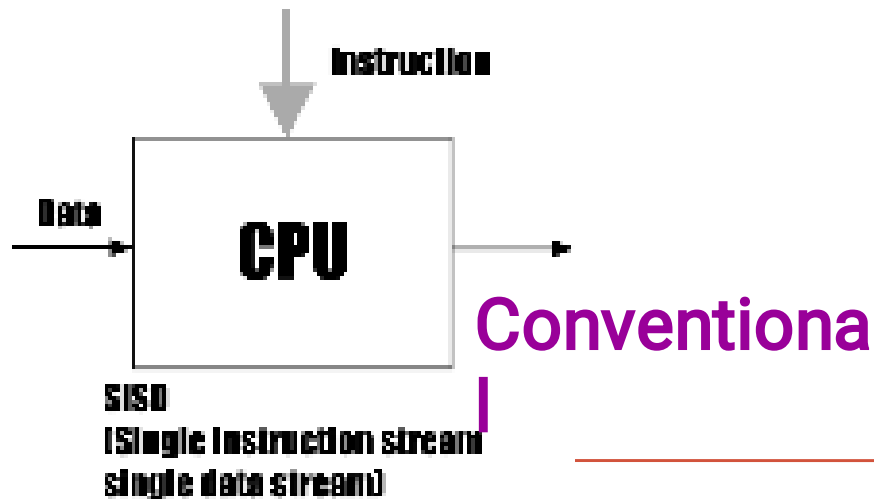 Instruction
Data
CPU
Conventiona
l
SISD
(Single Instruction stream
single data stream)